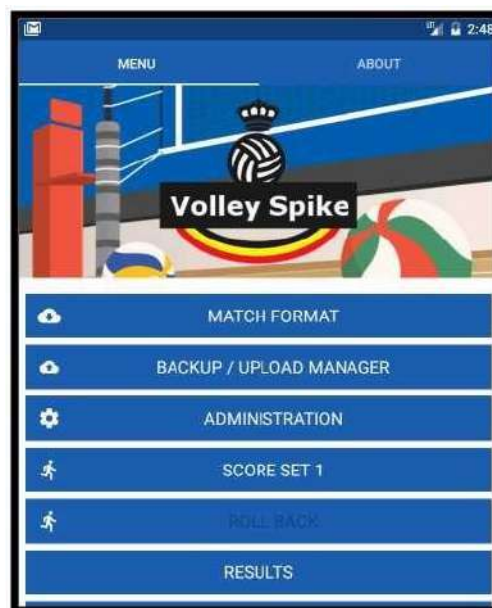 2:48
MENU
ABOUT
Volley Spike
MATCH FORMAT
BACKUP / UPLOAD MANAGER
ADMINISTRATION
SCORE SET 1
ROLL BACK
RESULTS